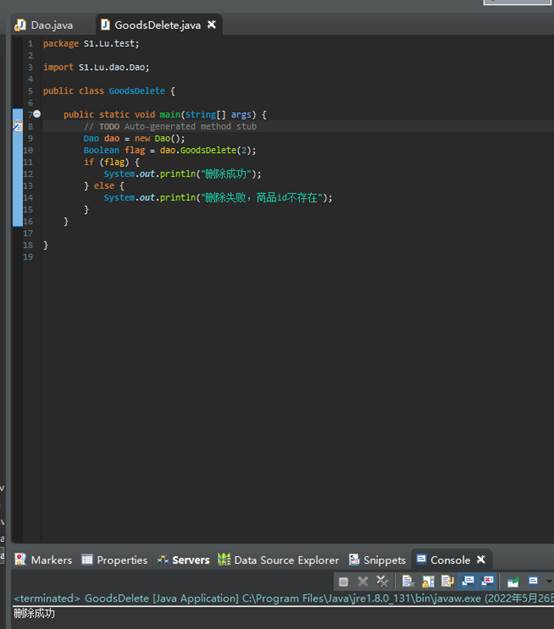 Dao.java GoodsDelete.java
1 package S1.Lu.test;
2
3 import S1.Lu.dao.Dao;
4
5 public class GoodsDelete {
6
7 public static void main(String[] args) {
8 // TODO Auto-generated method stub
9 Dao dao = new Dao();
10 Boolean flag = dao.GoodsDelete(2);
11 if (flag) {
12 System.out.println("删除成功");
13 } else {
14 System.out.println("删除失败，商品id不存在");
15 }
16 }
17
18 }
19
Markers Properties Servers Data Source Explorer Snippets Console
<terminated> GoodsDelete [Java Application] C:\Program Files\Java\jre1.8.0_131\bin\javaw.exe (2022年5月26日
删除成功